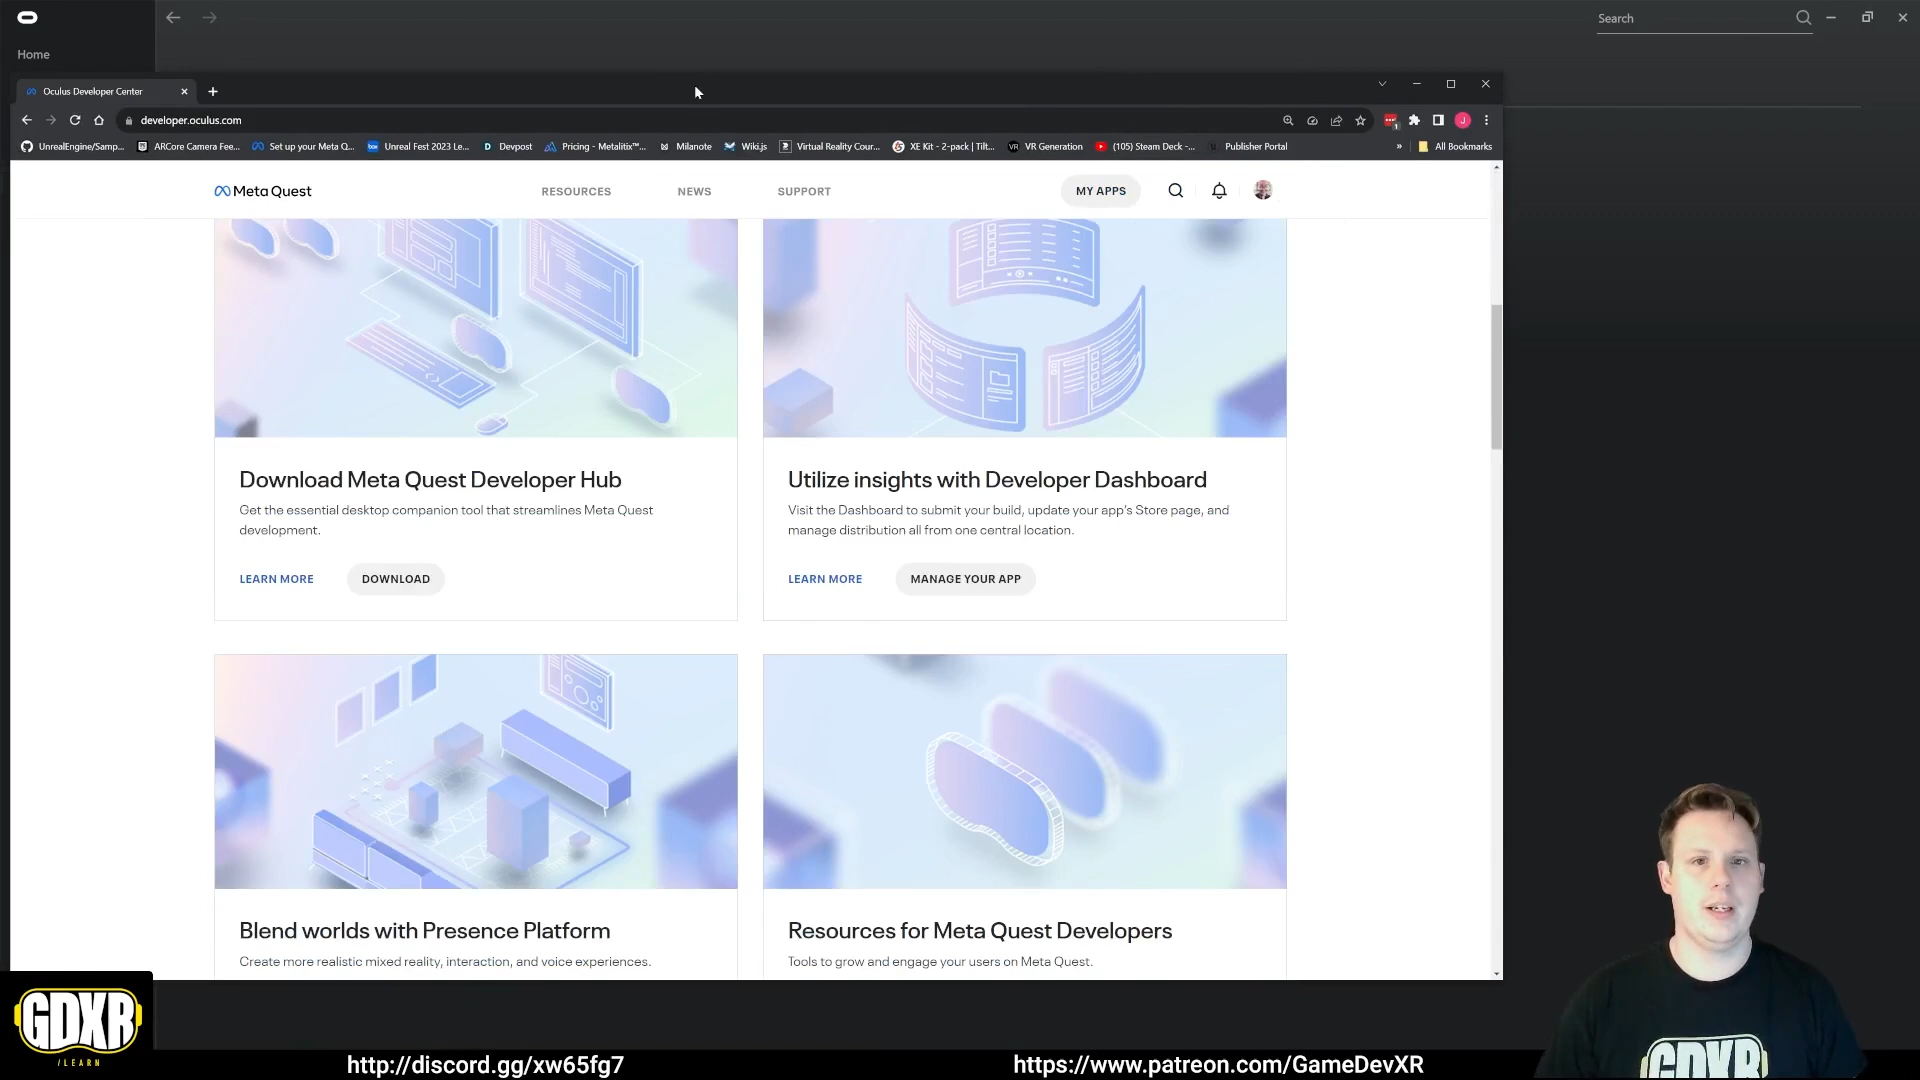 Search
Home
Oculus Developer Center
developer.oculus.com
UnrealEngine/Samp...
ARCore Camera Fee...
Set up your Meta Q...
Unreal Fest 2023 Le...
Devpost
Pricing - Metalitix™...
Milanote
Wiki.js
Virtual Reality Cour...
XE Kit - 2-pack | Tilt...
VR Generation
(105) Steam Deck -...
Publisher Portal
»
All Bookmarks
Meta Quest
RESOURCES
NEWS
SUPPORT
MY APPS
Download Meta Quest Developer Hub
Get the essential desktop companion tool that streamlines Meta Quest
development.
LEARN MORE
DOWNLOAD
Utilize insights with Developer Dashboard
Visit the Dashboard to submit your build, update your app's Store page, and
manage distribution all from one central location.
LEARN MORE
MANAGE YOUR APP
Blend worlds with Presence Platform
Create more realistic mixed reality, interaction, and voice experiences.
Resources for Meta Quest Developers
Tools to grow and engage your users on Meta Quest.
GDXR
/LEARN
http://discord.gg/xw65fg7
https://www.patreon.com/GameDevXR
GDXR